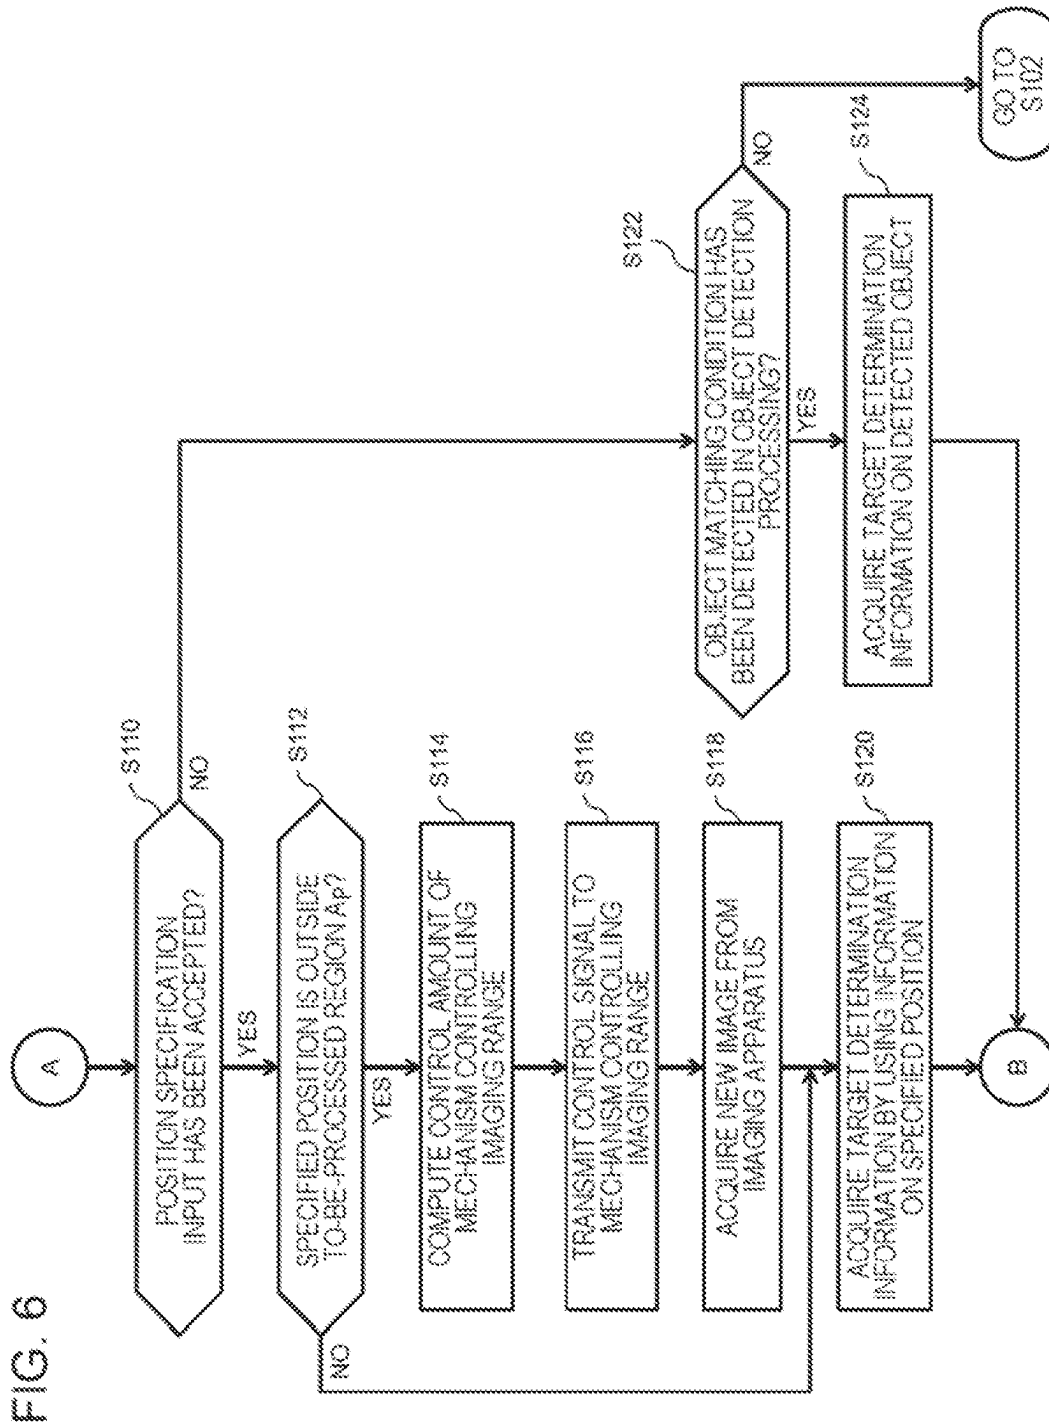 FIG. 6
A
POSITION SPECIFICATION
INPUT HAS BEEN ACCEPTED?
S110
NO
YES
SPECIFIED POSITION IS OUTSIDE
TO-BE-PROCESSED REGION Ap?
S112
NO
YES
COMPUTE CONTROL AMOUNT OF
MECHANISM CONTROLLING
IMAGING RANGE
S114
TRANSMIT CONTROL SIGNAL TO
MECHANISM CONTROLLING
IMAGING RANGE
S116
ACQUIRE NEW IMAGE FROM
IMAGING APPARATUS
S118
ACQUIRE TARGET DETERMINATION
INFORMATION BY USING INFORMATION
ON SPECIFIED POSITION
S120
B
OBJECT MATCHING CONDITION HAS
BEEN DETECTED IN OBJECT DETECTION
PROCESSING?
S122
NO
YES
ACQUIRE TARGET DETERMINATION
INFORMATION ON DETECTED OBJECT
S124
GO TO
S102